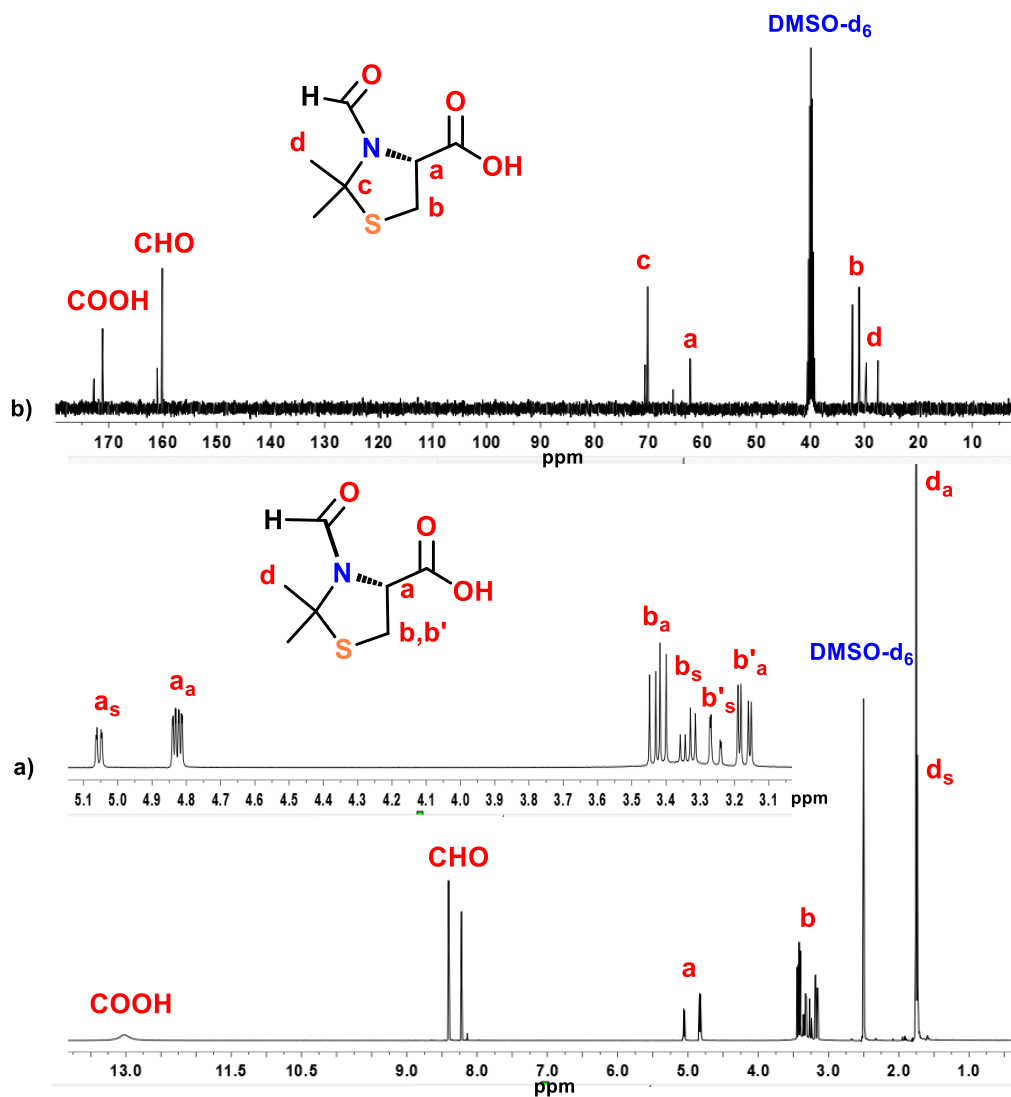 DMSO-d6
O
H
O
d
N
a
OH
c
b
S
CHO
COOH
c
a
b
d
b)
170 160 150 140 130 120 110 100 90 80 70 60 50 40 30 20 10
ppm
da
O
H
O
d
N
a
OH
b,b'
S
ba
DMSO-d6
bs
b'a
as
aa
b's
a)
ds
5.1 5.0 4.9 4.8 4.7 4.6 4.5 4.4 4.3 4.2 4.1 4.0 3.9 3.8 3.7 3.6 3.5 3.4 3.3 3.2 3.1 ppm
CHO
b
a
COOH
13.0 11.5 10.5 9.0 8.0 7.0 6.0 5.0 4.0 3.0 2.0 1.0
ppm